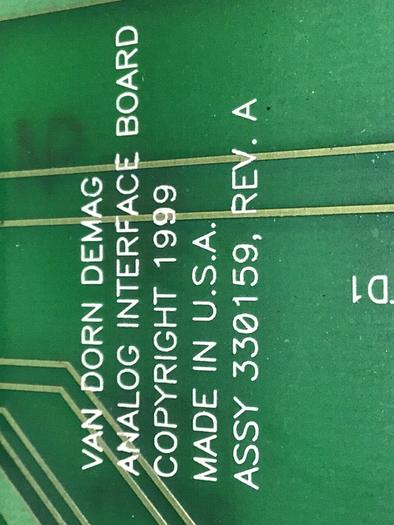 VAN DORN DEMAG
ANALOG INTERFACE BOARD
COPYRIGHT 1999
MADE IN U.S.A.
ASSY 330159, REV. A